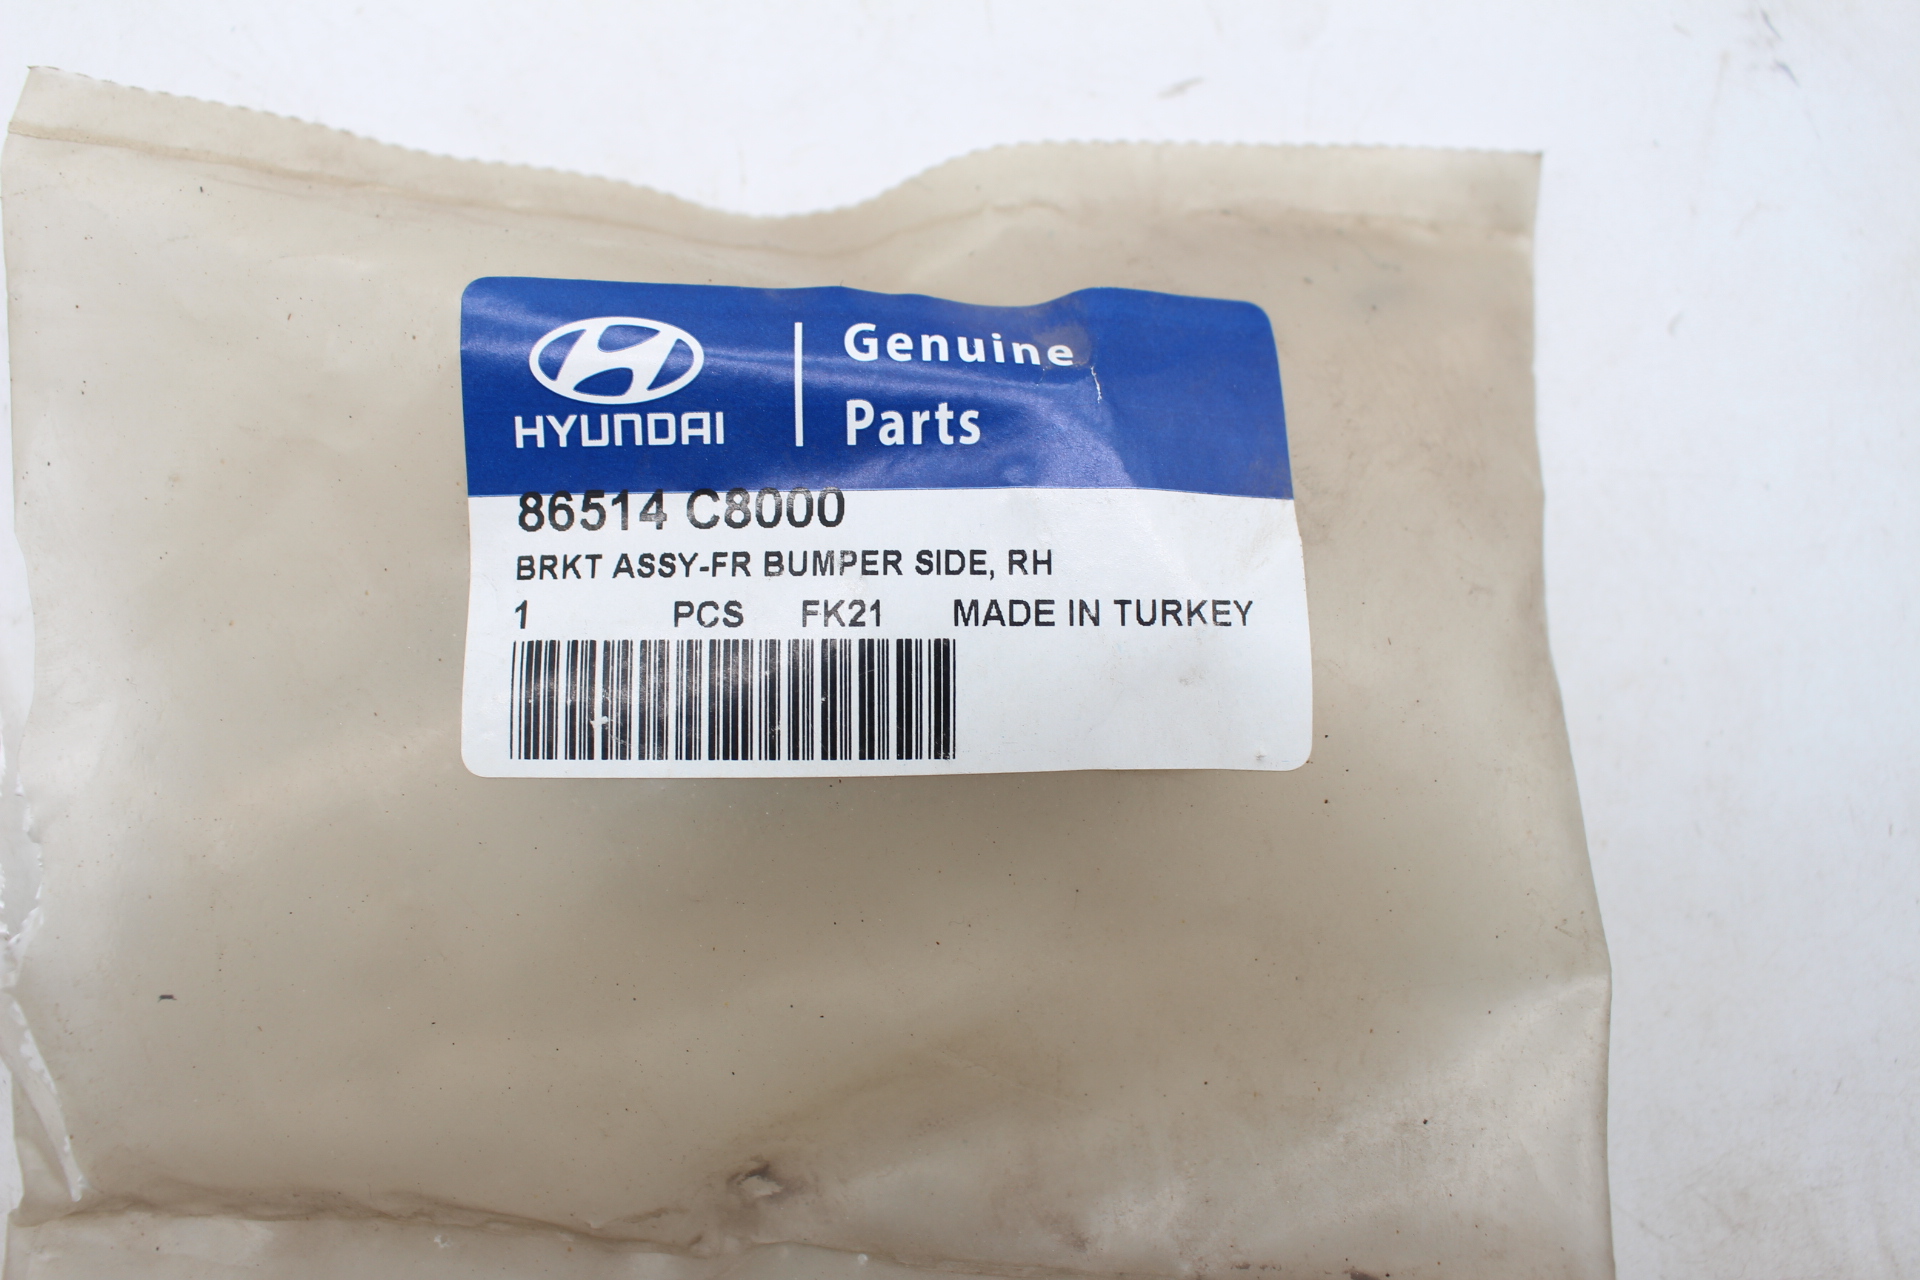 HYUNDAI
Genuine
Parts
86514 C8000
BRKT ASSY-FR BUMPER SIDE, RH
1 PCS FK21 MADE IN TURKEY